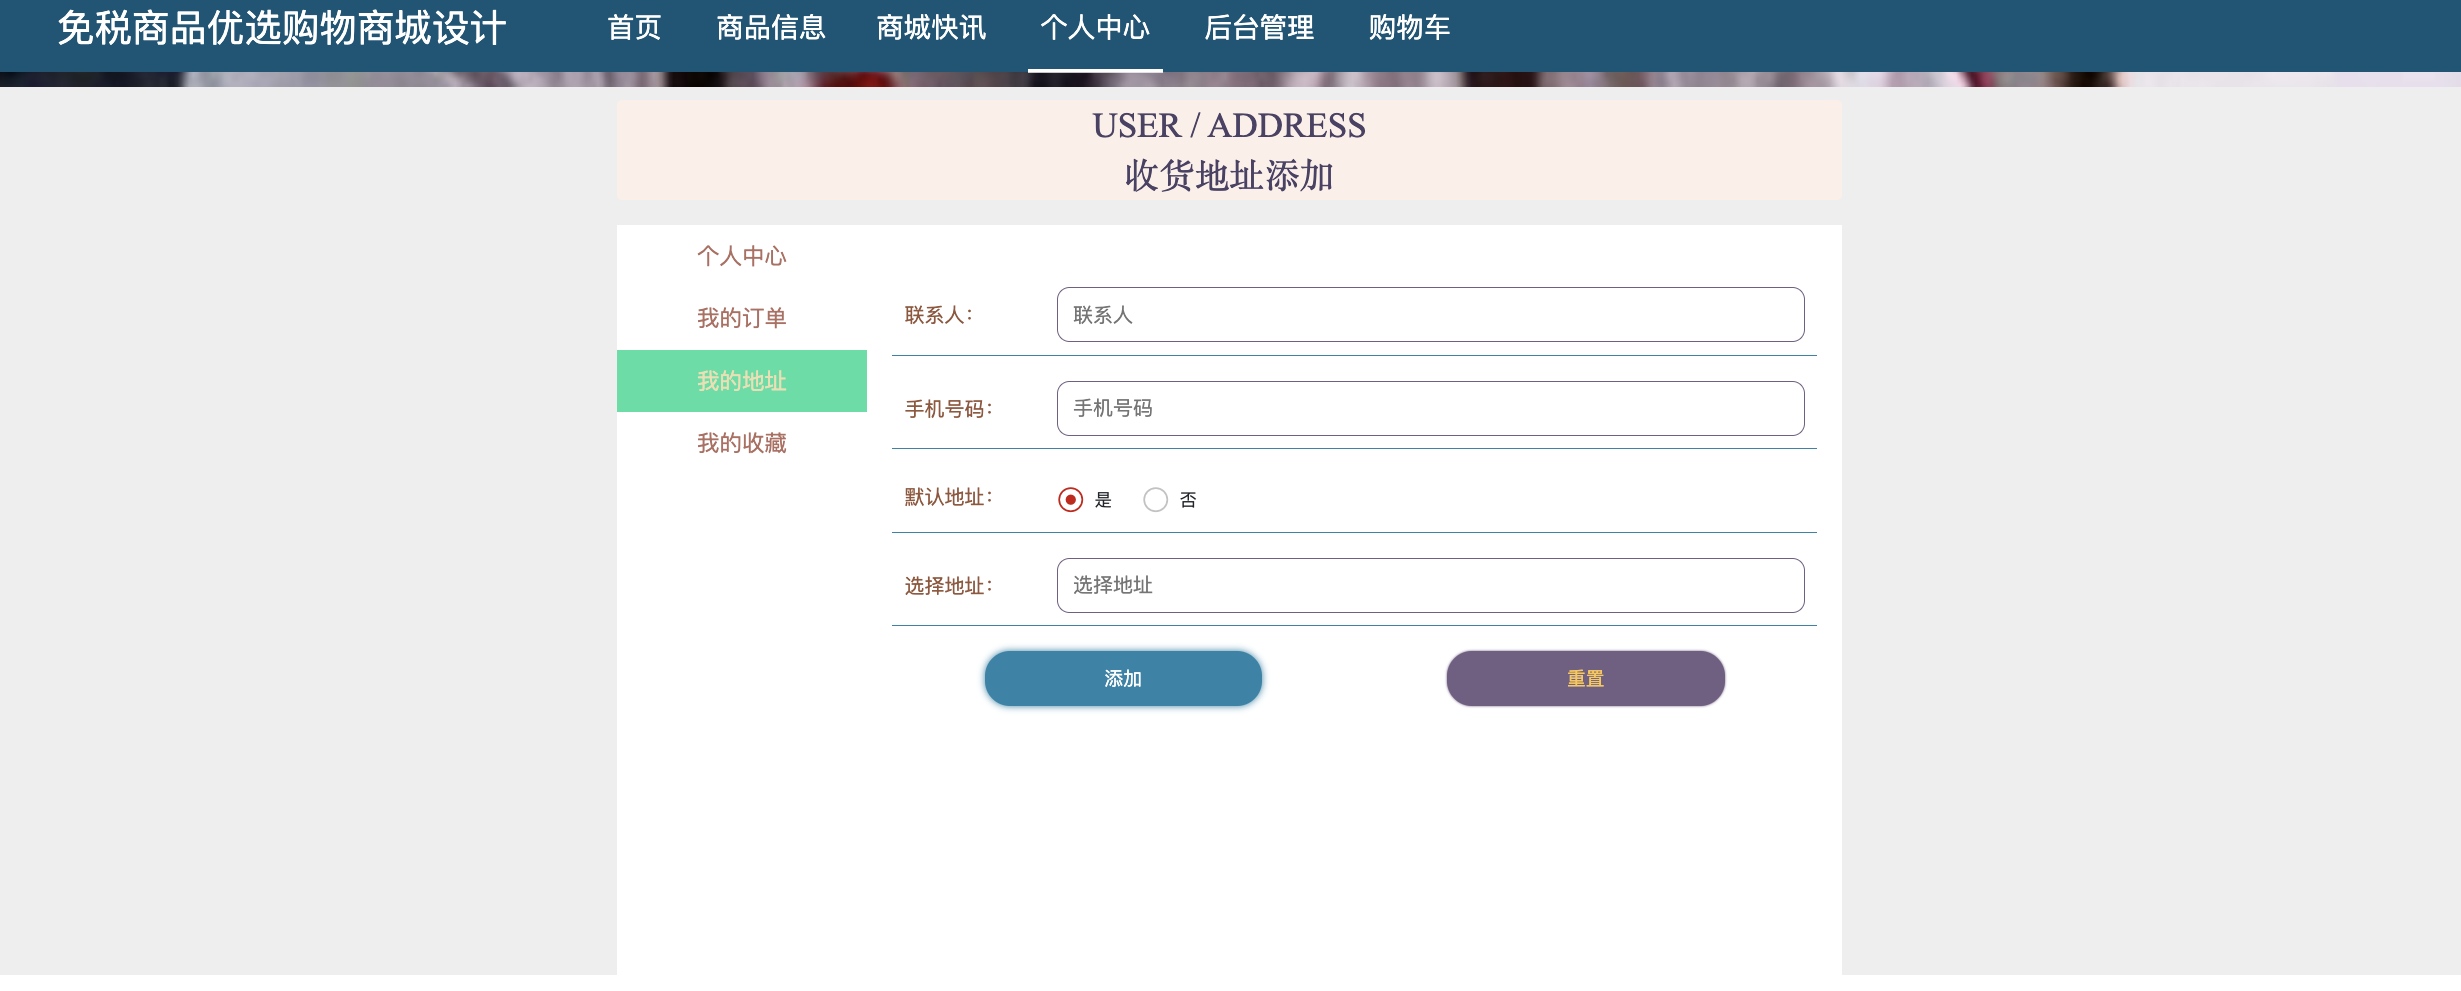 免税商品优选购物商城设计 首页 商品信息 商城快讯 个人中心 后台管理 购物车
USER / ADDRESS
收货地址添加
个人中心
我的订单
我的地址
我的收藏
联系人： 联系人
手机号码： 手机号码
默认地址： 是 否
选择地址： 选择地址
添加 重置